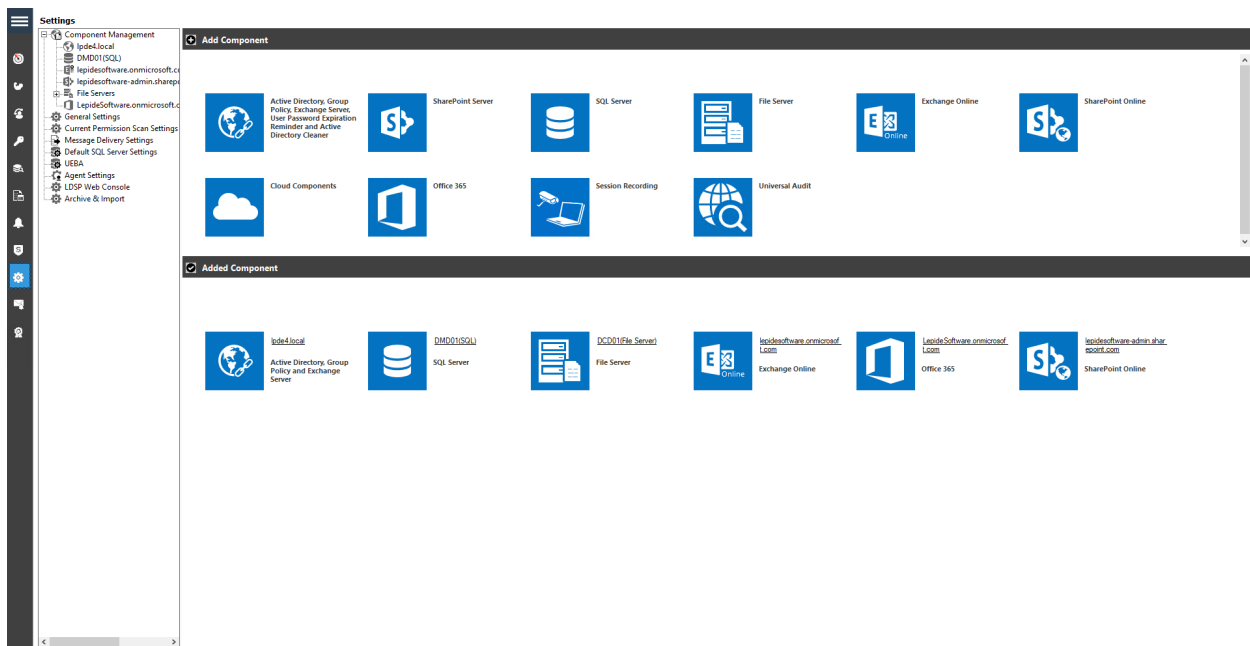 Settings
Component Management
lpde4.local
DMD01(SQL)
lepidesoftware.onmicrosoft.c
lepidesoftware-admin.sharep
File Servers
LepideSoftware.onmicrosoft.c
General Settings
Current Permission Scan Settings
Message Delivery Settings
Default SQL Server Settings
UEBA
Agent Settings
LDSP Web Console
Archive & Import
Add Component
Active Directory, Group
Policy, Exchange Server,
User Password Expiration
Reminder and Active
Directory Cleaner
S
SharePoint Server
SQL Server
File Server
E
Online
Exchange Online
S
SharePoint Online
Cloud Components
Office 365
Session Recording
Universal Audit
Added Component
lpde4.local
Active Directory, Group
Policy and Exchange
Server
DMD01(SQL)
SQL Server
DCD01(File Server)
File Server
E
Online
lepidesoftware.onmicrosof
t.com
Exchange Online
LepideSoftware.onmicrosof
t.com
Office 365
S
lepidesoftware-admin.shar
epoint.com
SharePoint Online